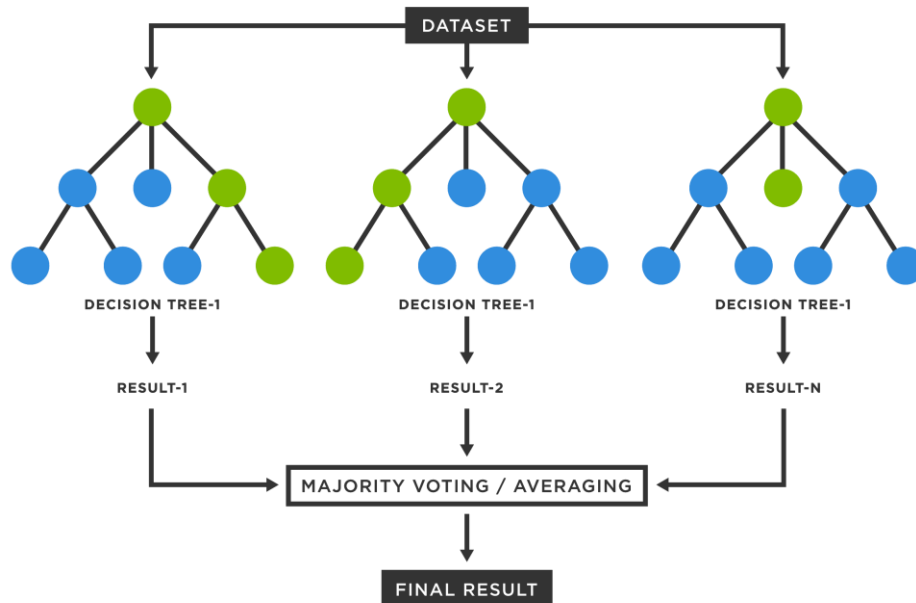 DATASET
DECISION TREE-1
DECISION TREE-1
DECISION TREE-1
RESULT-1
RESULT-2
RESULT-N
MAJORITY VOTING / AVERAGING
FINAL RESULT